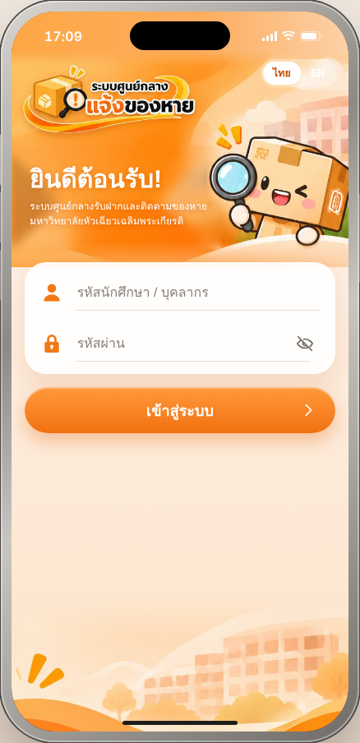 17:09
ไทย
EN
ระบบศูนย์กลาง
แจ้งของหาย
ยินดีต้อนรับ!
ระบบศูนย์กลางรับฝากและติดตามของหาย
มหาวิทยาลัยหัวเฉียวเฉลิมพระเกียรติ
รหัสนักศึกษา / บุคลากร
รหัสผ่าน
เข้าสู่ระบบ